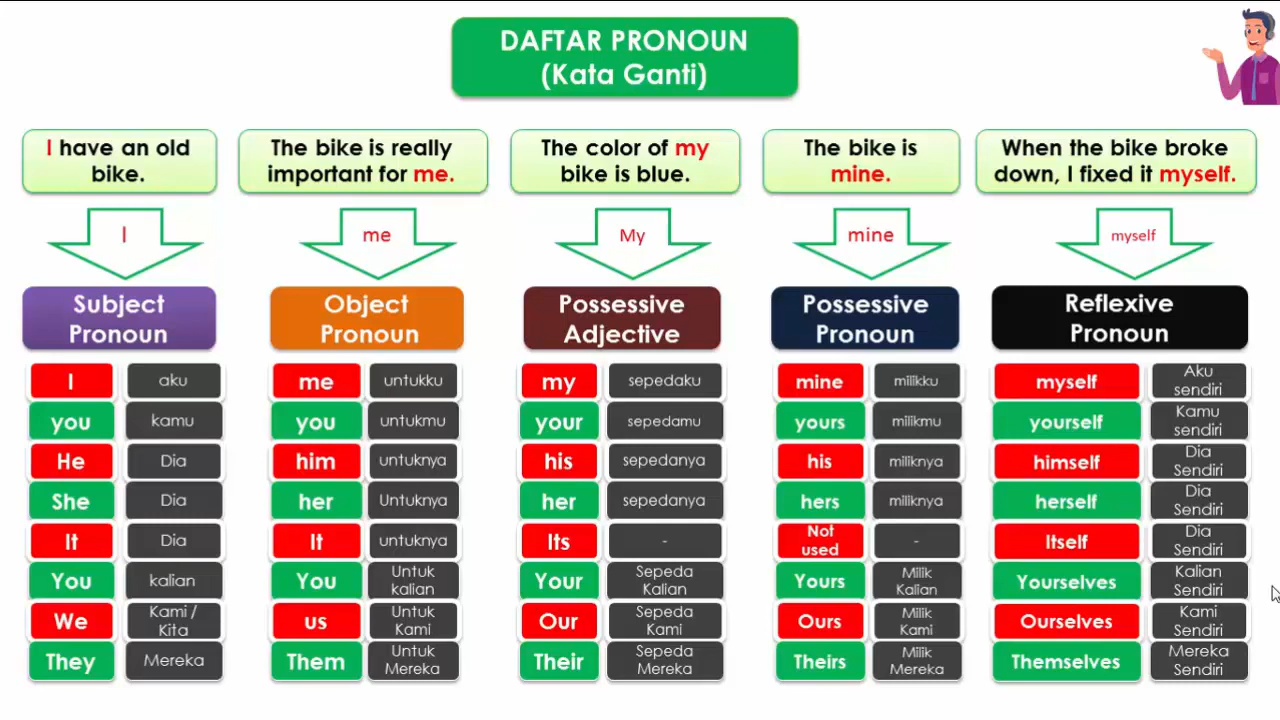 DAFTAR PRONOUN
(Kata Ganti)
I have an old
bike.
The bike is really
important for me.
The color of my
bike is blue.
The bike is
mine.
When the bike broke
down, I fixed it myself.
I
me
My
mine
myself
Subject
Pronoun
Object
Pronoun
Possessive
Adjective
Possessive
Pronoun
Reflexive
Pronoun
I aku me untukku my sepedaku mine milikku myself Aku sendiri
you kamu you untukmu your sepedamu yours milikmu yourself Kamu sendiri
He Dia him untuknya his sepedanya his miliknya himself Dia Sendiri
She Dia her Untuknya her sepedanya hers miliknya herself Dia Sendiri
It Dia It untuknya Its - Not used - Itself Dia Sendiri
You kalian You Untuk kalian Your Sepeda Kalian Yours Milik Kalian Yourselves Kalian Sendiri
We Kami / Kita us Untuk Kami Our Sepeda Kami Ours Milik Kami Ourselves Kami Sendiri
They Mereka Them Untuk Mereka Their Sepeda Mereka Theirs Milik Mereka Themselves Mereka Sendiri